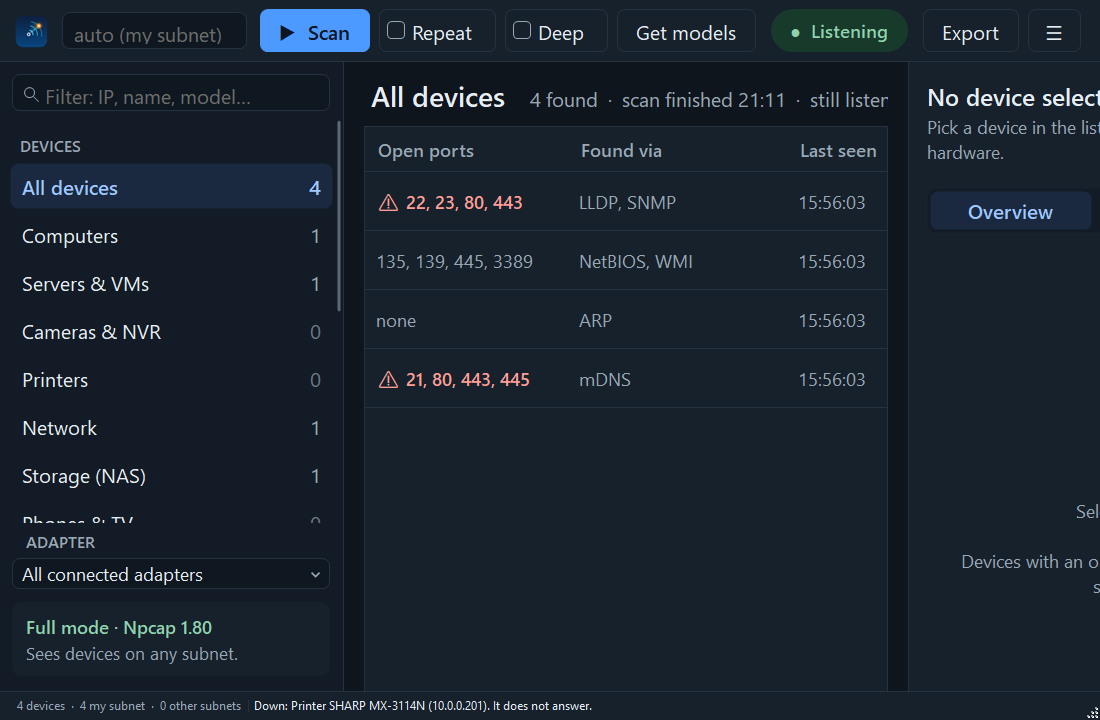 auto (my subnet)
Scan
Repeat
Deep
Get models
Listening
Export
Filter: IP, name, model...
DEVICES
All devices 4
Computers 1
Servers & VMs 1
Cameras & NVR 0
Printers 0
Network 1
Storage (NAS) 1
Phones & TV 0
ADAPTER
All connected adapters
Full mode · Npcap 1.80
Sees devices on any subnet.
All devices 4 found · scan finished 21:11 · still listen
Open ports Found via Last seen
22, 23, 80, 443 LLDP, SNMP 15:56:03
135, 139, 445, 3389 NetBIOS, WMI 15:56:03
none ARP 15:56:03
21, 80, 443, 445 mDNS 15:56:03
No device select
Pick a device in the list
hardware.
Overview
Sel
Devices with an o
s
4 devices · 4 my subnet · 0 other subnets Down: Printer SHARP MX-3114N (10.0.0.201). It does not answer.